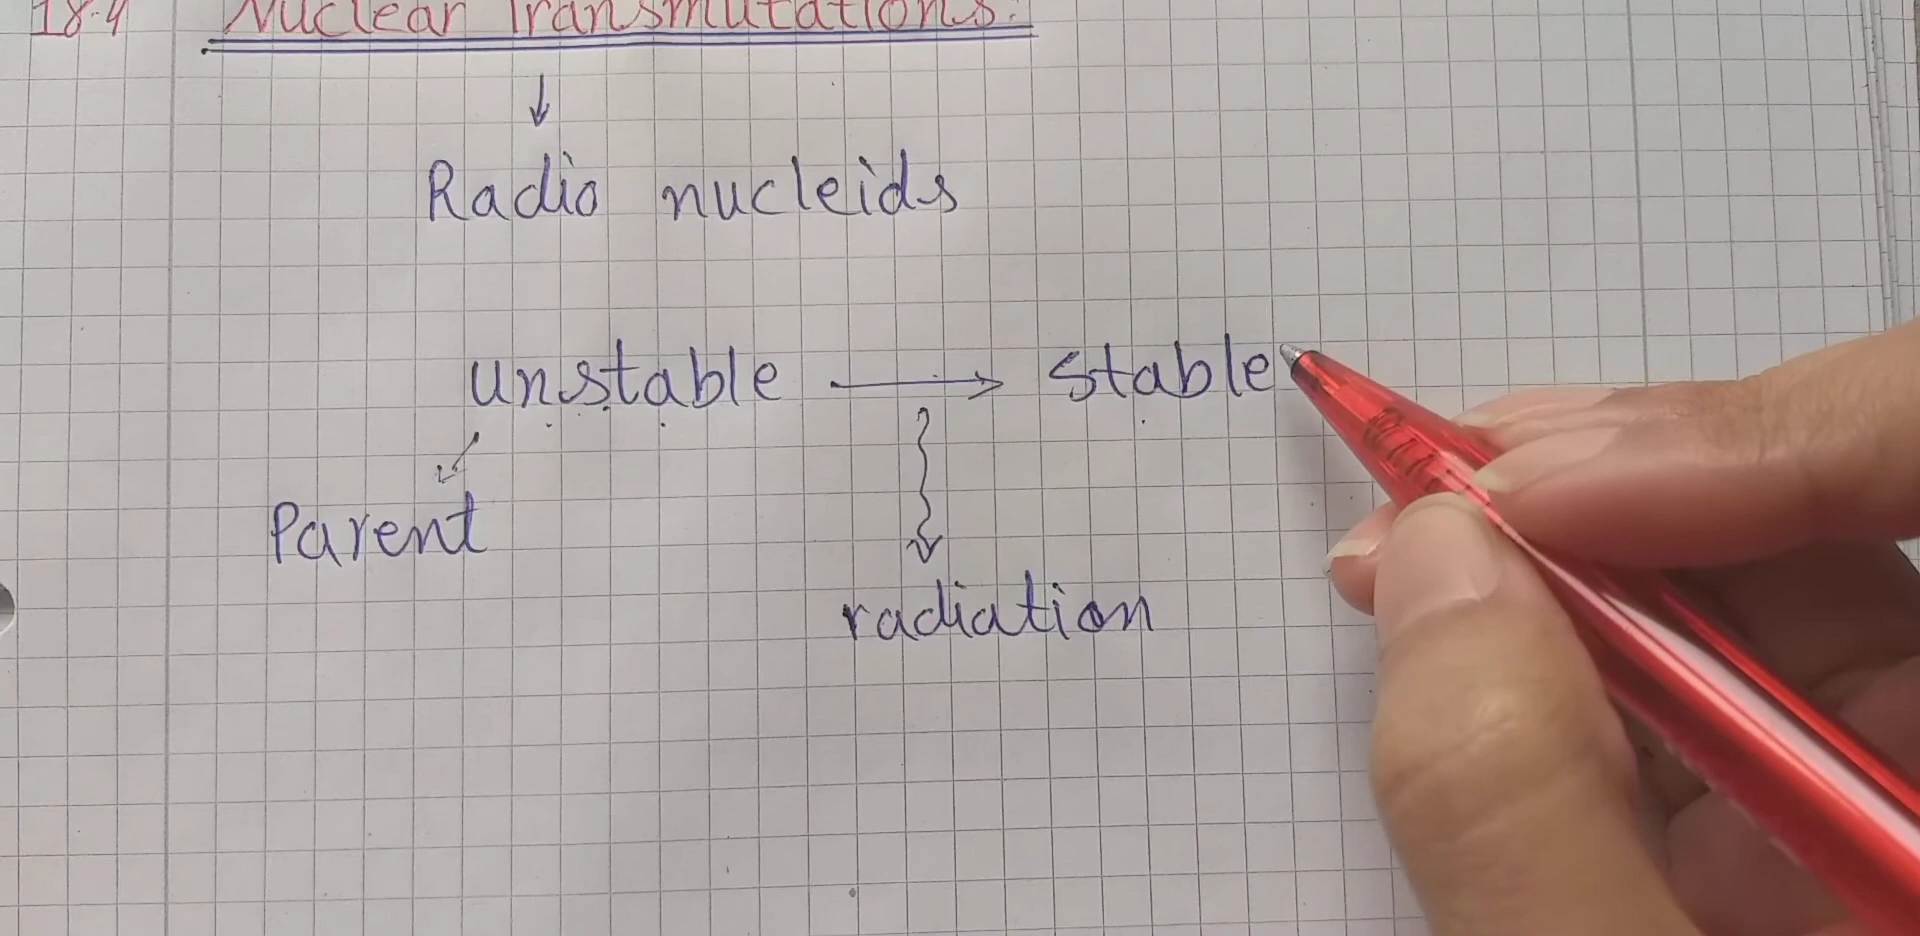 18.4 Nuclear Transmutations:
Radio nucleids
unstable → stable
Parent
radiation